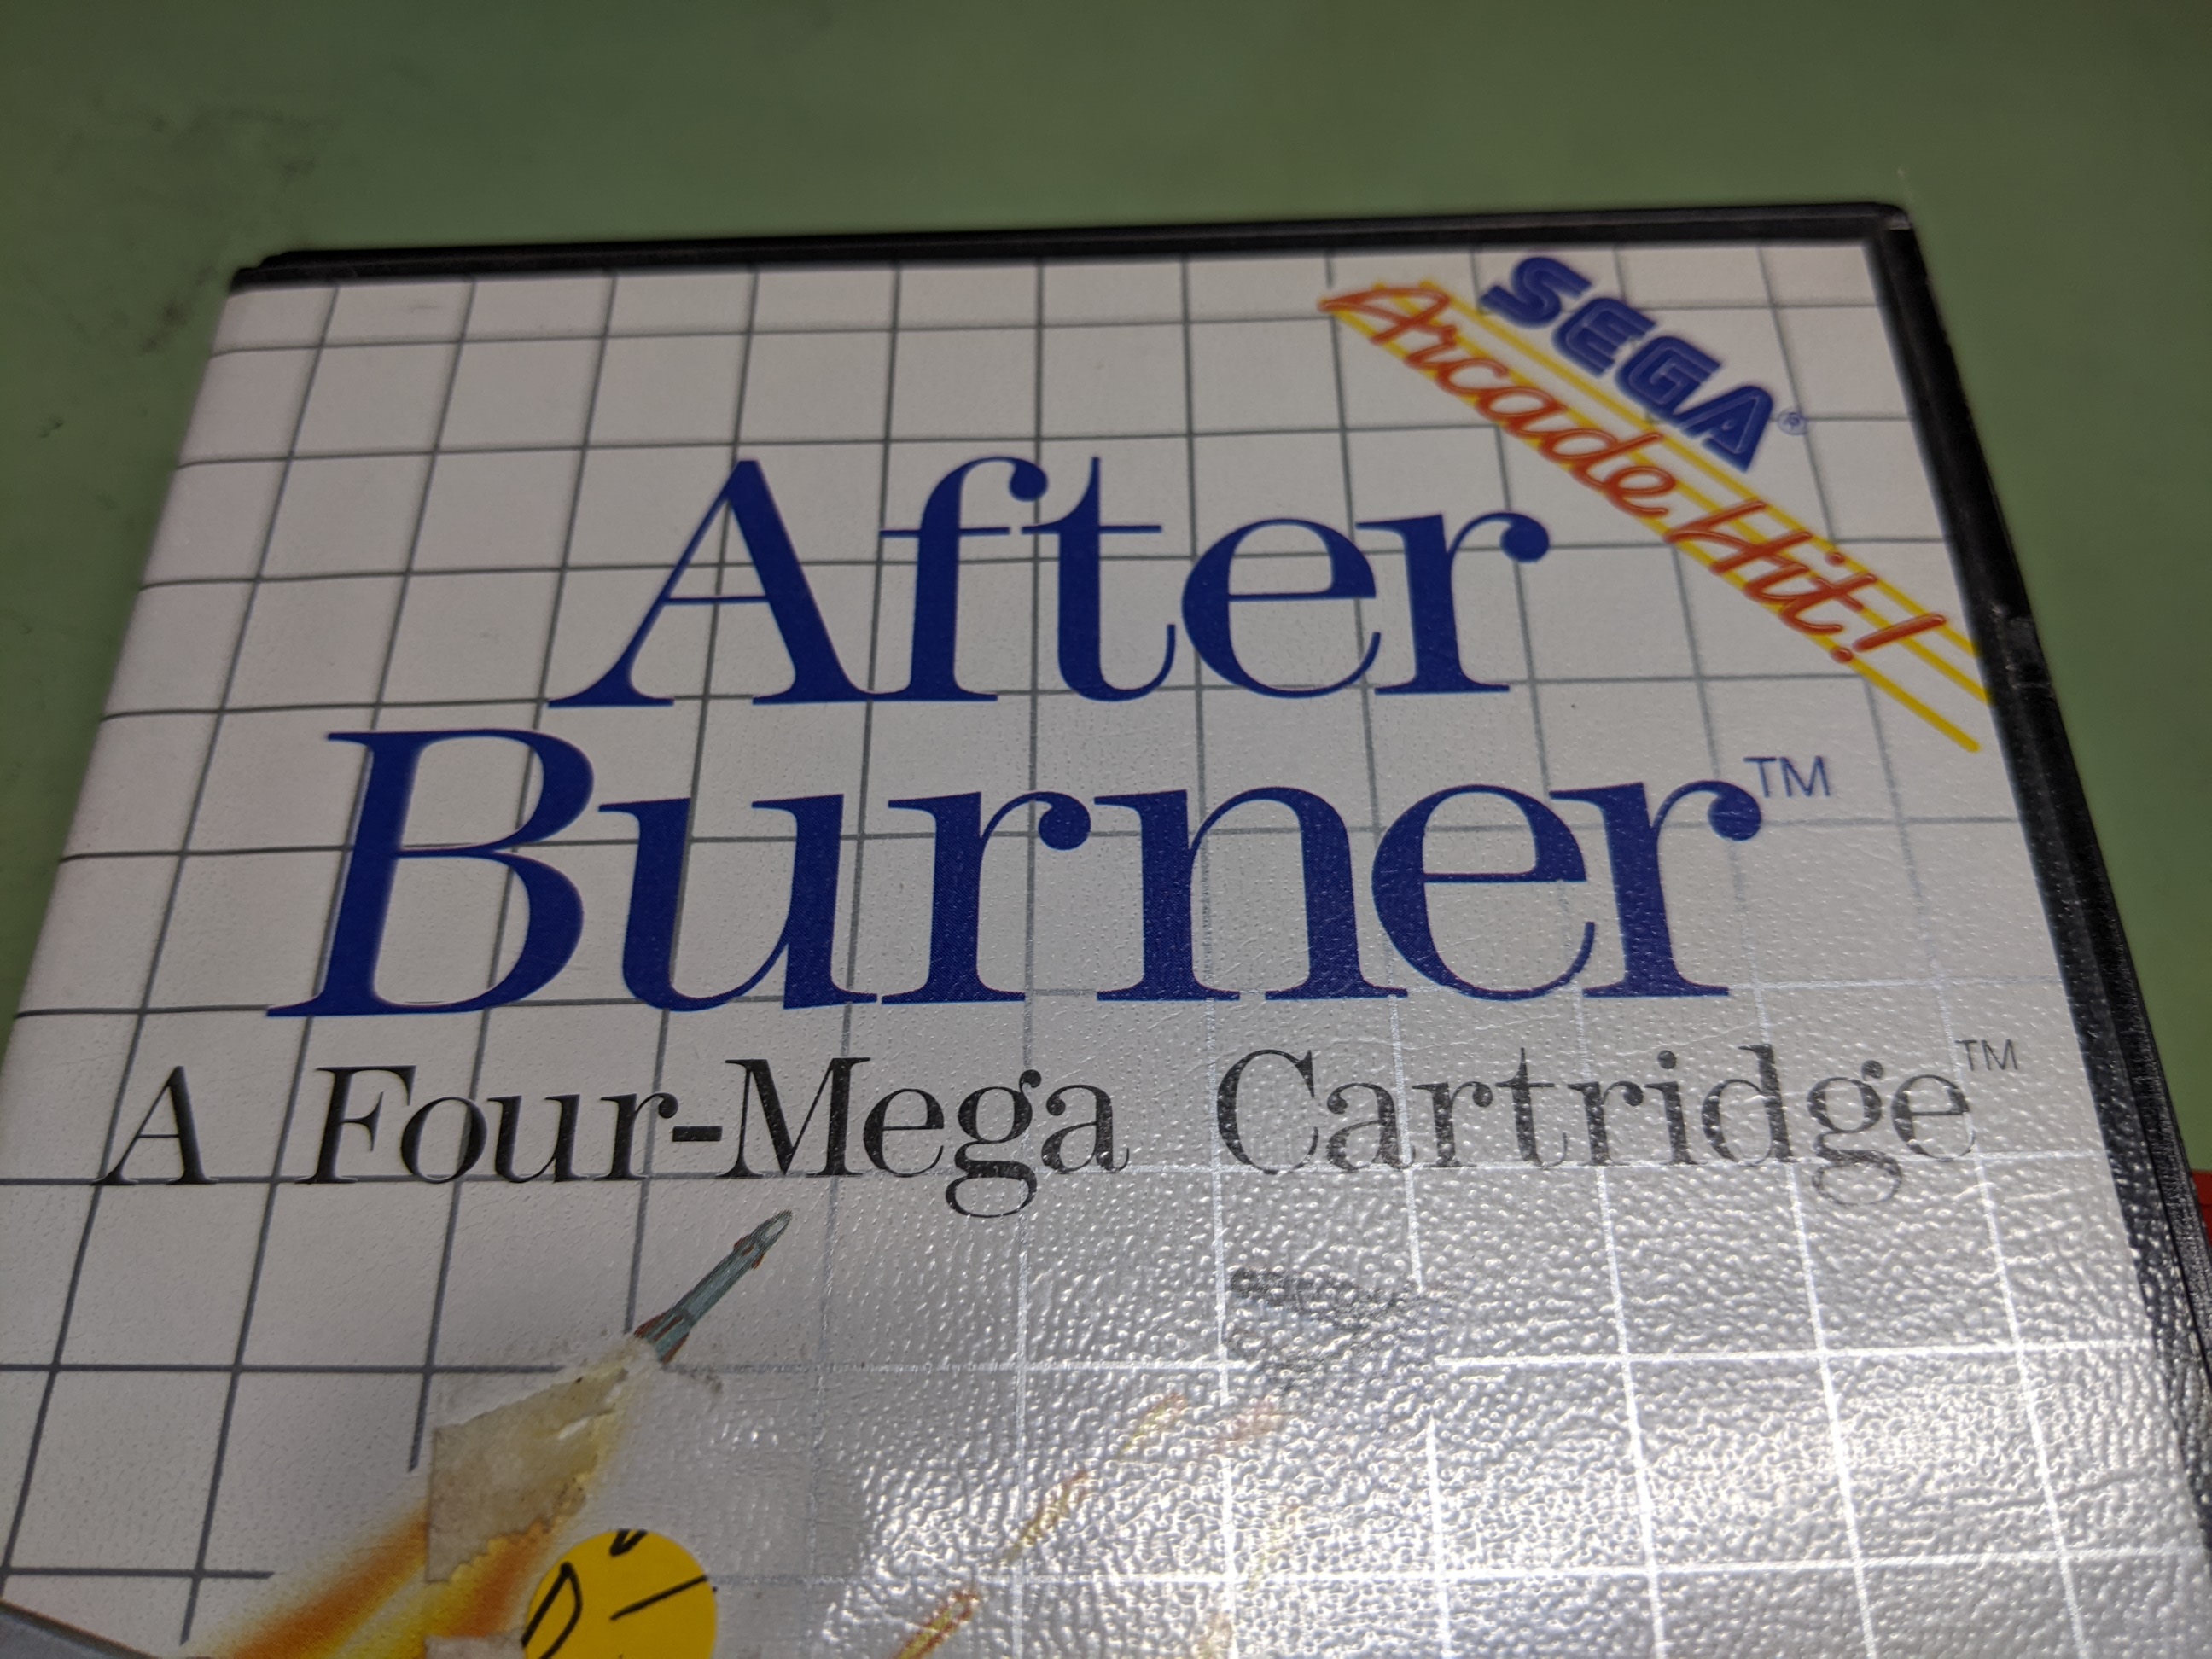 SEGA®
Arcade Hit!
After
Burner™
A Four-Mega Cartridge™